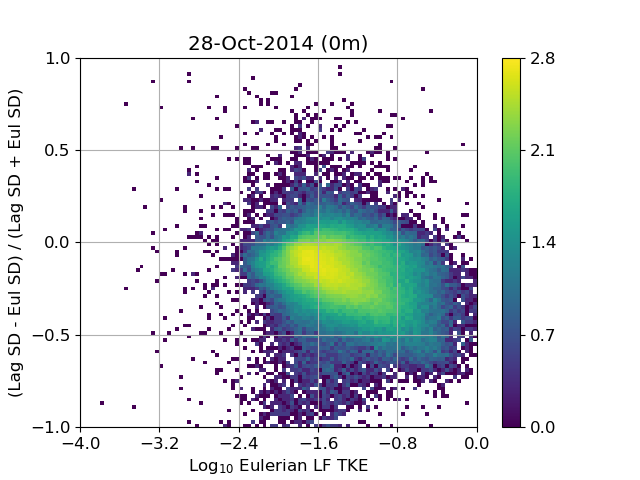 28-Oct-2014 (0m)
(Lag SD - Eul SD) / (Lag SD + Eul SD)
1.0
0.5
0.0
−0.5
−1.0
−4.0 −3.2 −2.4 −1.6 −0.8 0.0
Log₁₀ Eulerian LF TKE
2.8
2.1
1.4
0.7
0.0